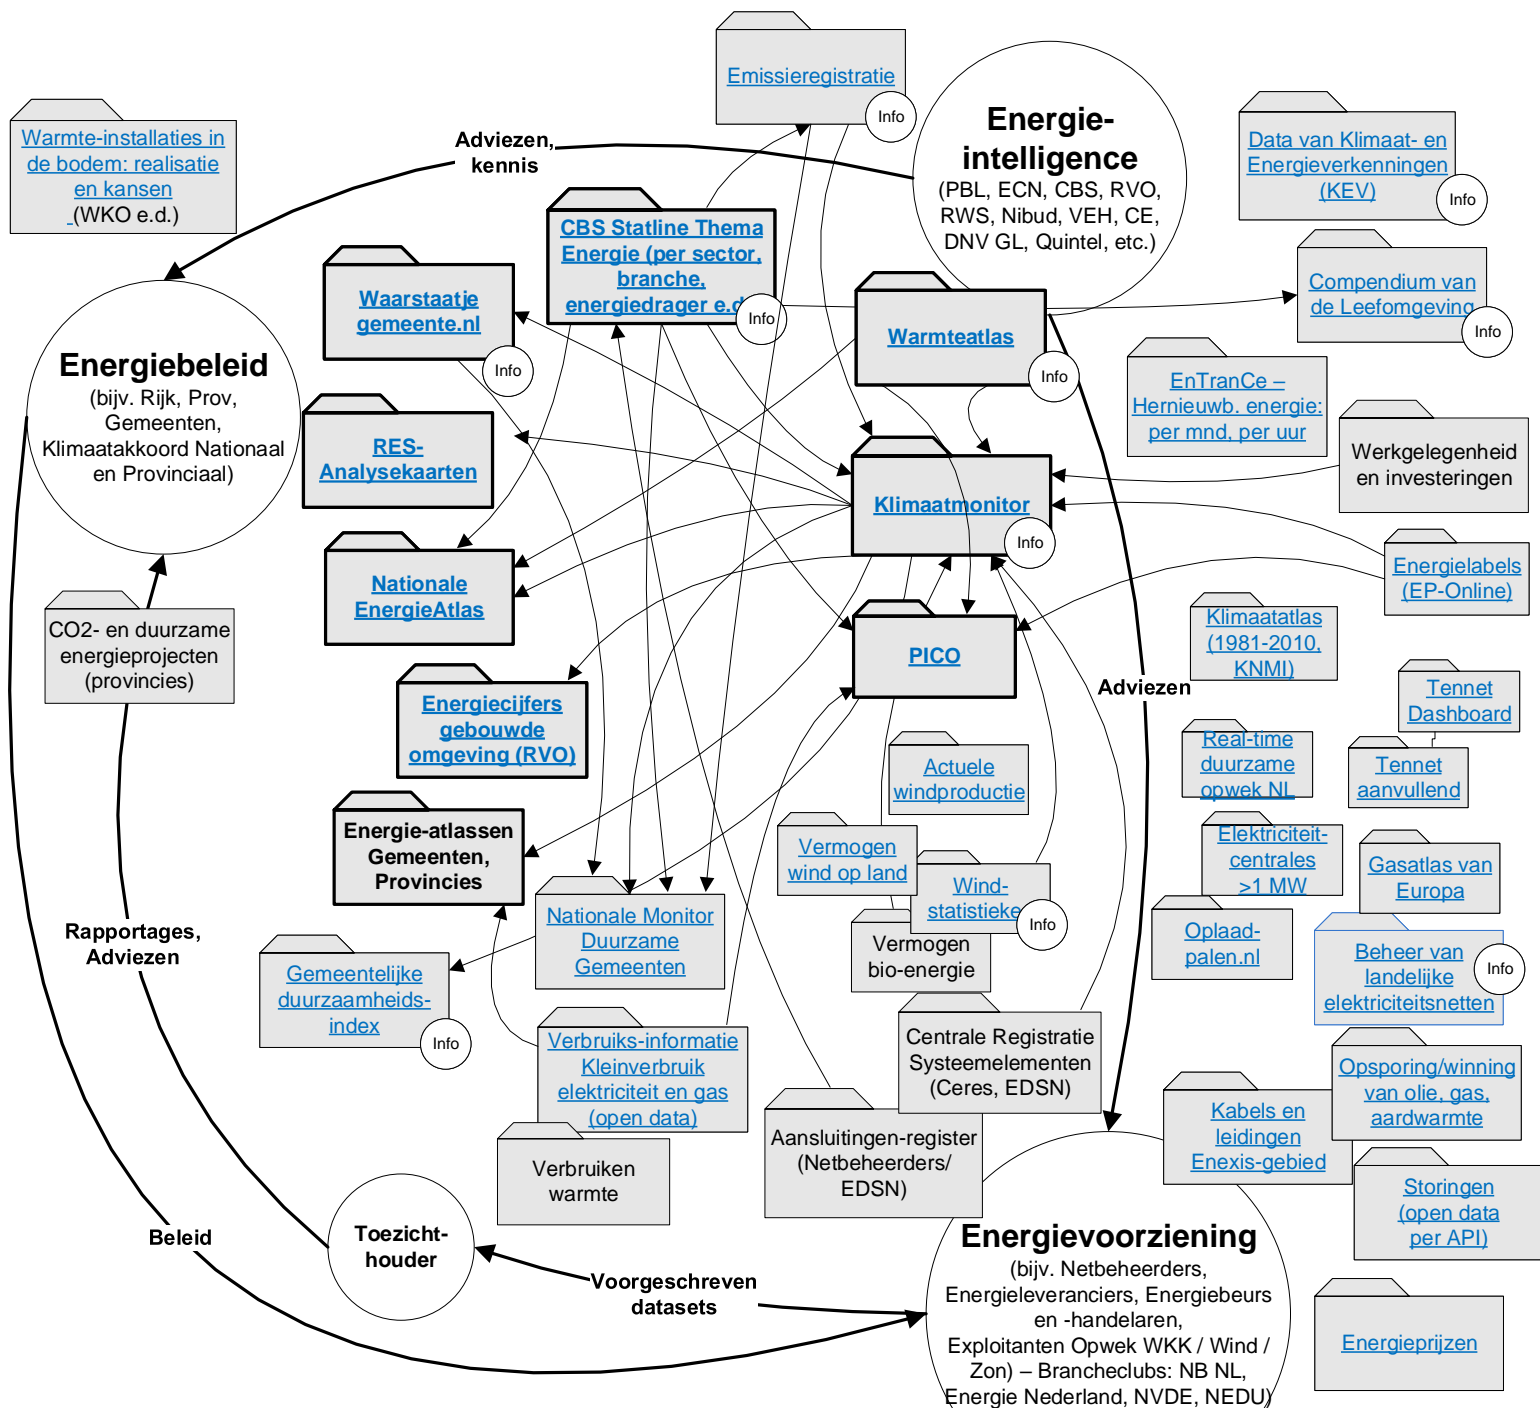 Emissieregistratie
Info
Energie-
intelligence
(PBL, ECN, CBS, RVO,
RWS, Nibud, VEH, CE,
DNV GL, Quintel, etc.)
Data van Klimaat- en
Energieverkenningen
(KEV)
Info
Warmte-installaties in
de bodem: realisatie
en kansen
(WKO e.d.)
Adviezen,
kennis
CBS Statline Thema
Energie (per sector,
branche,
energiedrager e.d.
Info
Waarstaatje
gemeente.nl
Info
Warmteatlas
Info
Compendium van
de Leefomgeving
Info
Energiebeleid
(bijv. Rijk, Prov,
Gemeenten,
Klimaatakkoord Nationaal
en Provinciaal)
EnTranCe –
Hernieuwb. energie:
per mnd, per uur
RES-
Analysekaarten
Werkgelegenheid
en investeringen
Klimaatmonitor
Info
Nationale
EnergieAtlas
Energielabels
(EP-Online)
CO2- en duurzame
energieprojecten
(provincies)
PICO
Klimaatatlas
(1981-2010,
KNMI)
Adviezen
Tennet
Dashboard
Energiecijfers
gebouwde
omgeving (RVO)
Real-time
duurzame
opwek NL
Tennet
aanvullend
Actuele
windproductie
Energie-atlassen
Gemeenten,
Provincies
Vermogen
wind op land
Elektriciteit-
centrales
>1 MW
Gasatlas van
Europa
Wind-
statistieke
Info
Rapportages,
Adviezen
Nationale Monitor
Duurzame
Gemeenten
Vermogen
bio-energie
Oplaad-
palen.nl
Beheer van
landelijke
elektriciteitsnetten
Info
Gemeentelijke
duurzaamheids-
index
Info
Verbruiks-informatie
Kleinverbruik
elektriciteit en gas
(open data)
Centrale Registratie
Systeemelementen
(Ceres, EDSN)
Opsporing/winning
van olie, gas,
aardwarmte
Kabels en
leidingen
Enexis-gebied
Aansluitingen-register
(Netbeheerders/
EDSN)
Verbruiken
warmte
Storingen
(open data
per API)
Toezicht-
houder
Beleid
Voorgeschreven
datasets
Energievoorziening
(bijv. Netbeheerders,
Energieleveranciers, Energiebeurs
en -handelaren,
Exploitanten Opwek WKK / Wind /
Zon) – Brancheclubs: NB NL,
Energie Nederland, NVDE, NEDU)
Energieprijzen